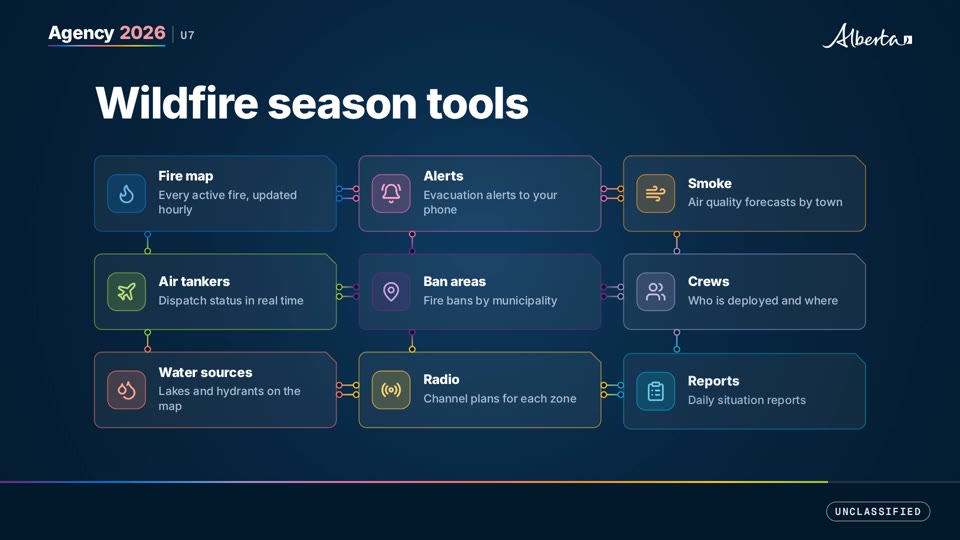 Agency 2026 | U7
Alberta
Wildfire season tools
Fire map
Every active fire, updated
hourly
Alerts
Evacuation alerts to your
phone
Smoke
Air quality forecasts by town
Air tankers
Dispatch status in real time
Ban areas
Fire bans by municipality
Crews
Who is deployed and where
Water sources
Lakes and hydrants on the
map
Radio
Channel plans for each zone
Reports
Daily situation reports
UNCLASSIFIED